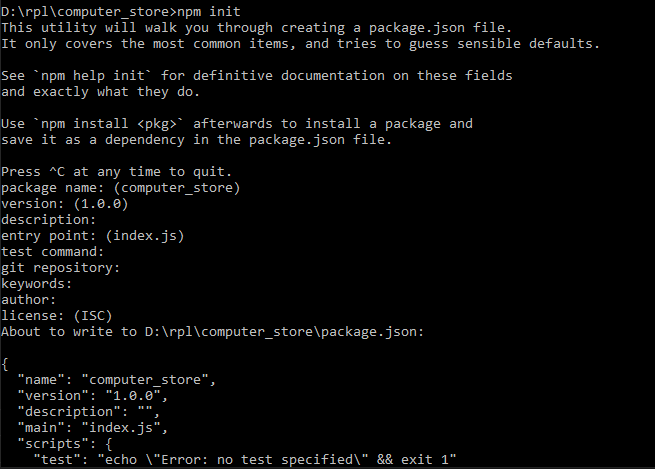 D:\rpl\computer_store>npm init
This utility will walk you through creating a package.json file.
It only covers the most common items, and tries to guess sensible defaults.
See `npm help init` for definitive documentation on these fields
and exactly what they do.
Use `npm install <pkg>` afterwards to install a package and
save it as a dependency in the package.json file.
Press ^C at any time to quit.
package name: (computer_store)
version: (1.0.0)
description:
entry point: (index.js)
test command:
git repository:
keywords:
author:
license: (ISC)
About to write to D:\rpl\computer_store\package.json:
{
  "name": "computer_store",
  "version": "1.0.0",
  "description": "",
  "main": "index.js",
  "scripts": {
    "test": "echo \"Error: no test specified\" && exit 1"